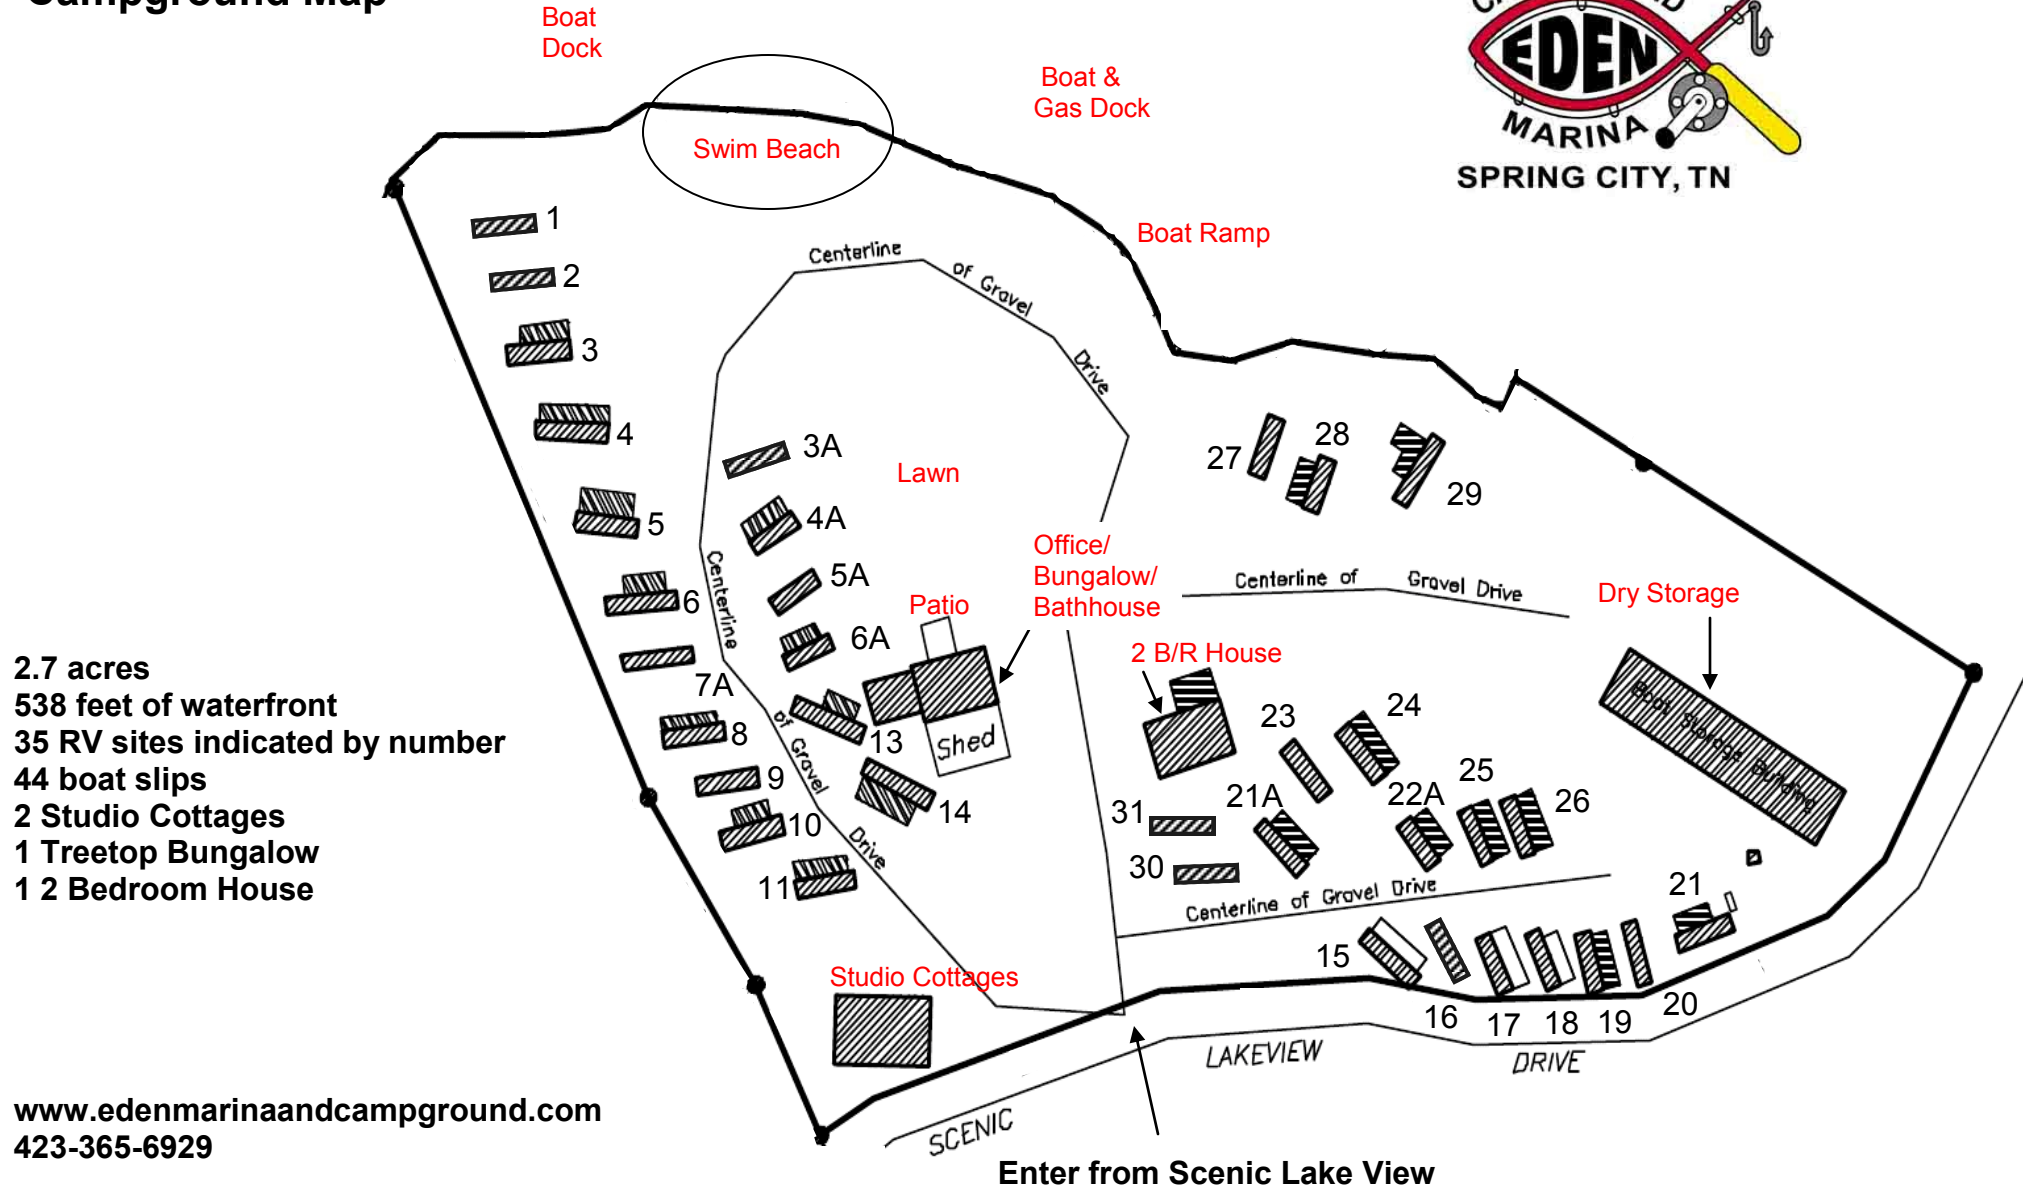 Campground Map
Boat
Dock
Swim Beach
Boat &
Gas Dock
EDEN
MARINA
SPRING CITY, TN
Boat Ramp
1
2
3
4
5
6
7A
8
9
10
11
Centerline
of Gravel
Drive
3A
4A
5A
6A
13
14
Lawn
Patio
Office/
Bungalow/
Bathhouse
Shed
Centerline
of
Gravel
Drive
27
28
29
Centerline of
Gravel Drive
Dry Storage
Boat Storage Building
2 B/R House
23
24
25
26
21A
22A
31
30
Centerline of Gravel Drive
21
15
16
17
18
19
20
Studio Cottages
2.7 acres
538 feet of waterfront
35 RV sites indicated by number
44 boat slips
2 Studio Cottages
1 Treetop Bungalow
1 2 Bedroom House
SCENIC
LAKEVIEW
DRIVE
www.edenmarinaandcampground.com
423-365-6929
Enter from Scenic Lake View